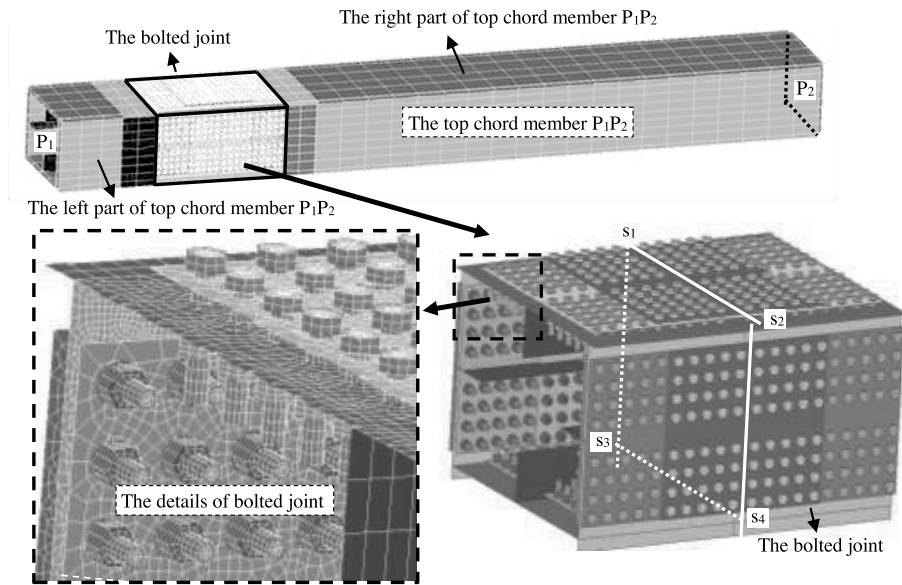 The right part of top chord member P₁P₂
The bolted joint
P₂
The top chord member P₁P₂
P₁
The left part of top chord member P₁P₂
S₁
S₂
S₃
The details of bolted joint
S₄
The bolted joint